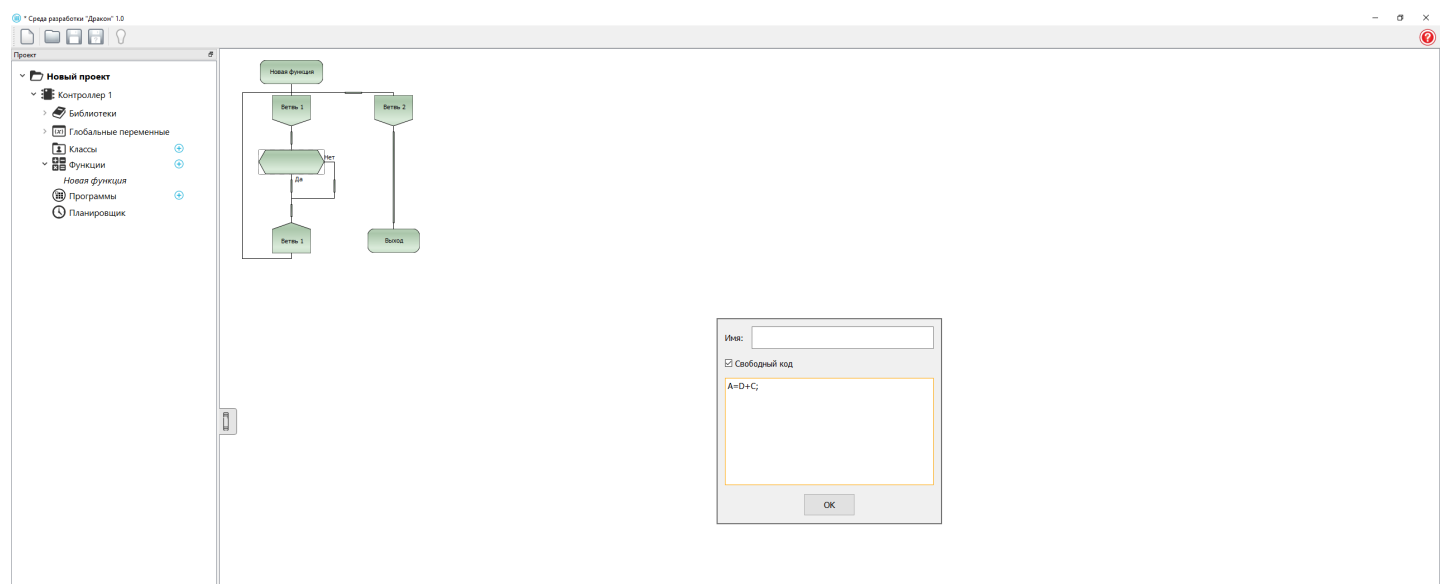 * Среда разработки "Дракон" 1.0
Проект
Новый проект
Контроллер 1
Библиотеки
(x) Глобальные переменные
Классы
Функции
Новая функция
Программы
Планировщик
Новая функция
Ветвь 1
Ветвь 2
Нет
Да
Ветвь 1
Выход
Имя:
Свободный код
A=D+C;
OK